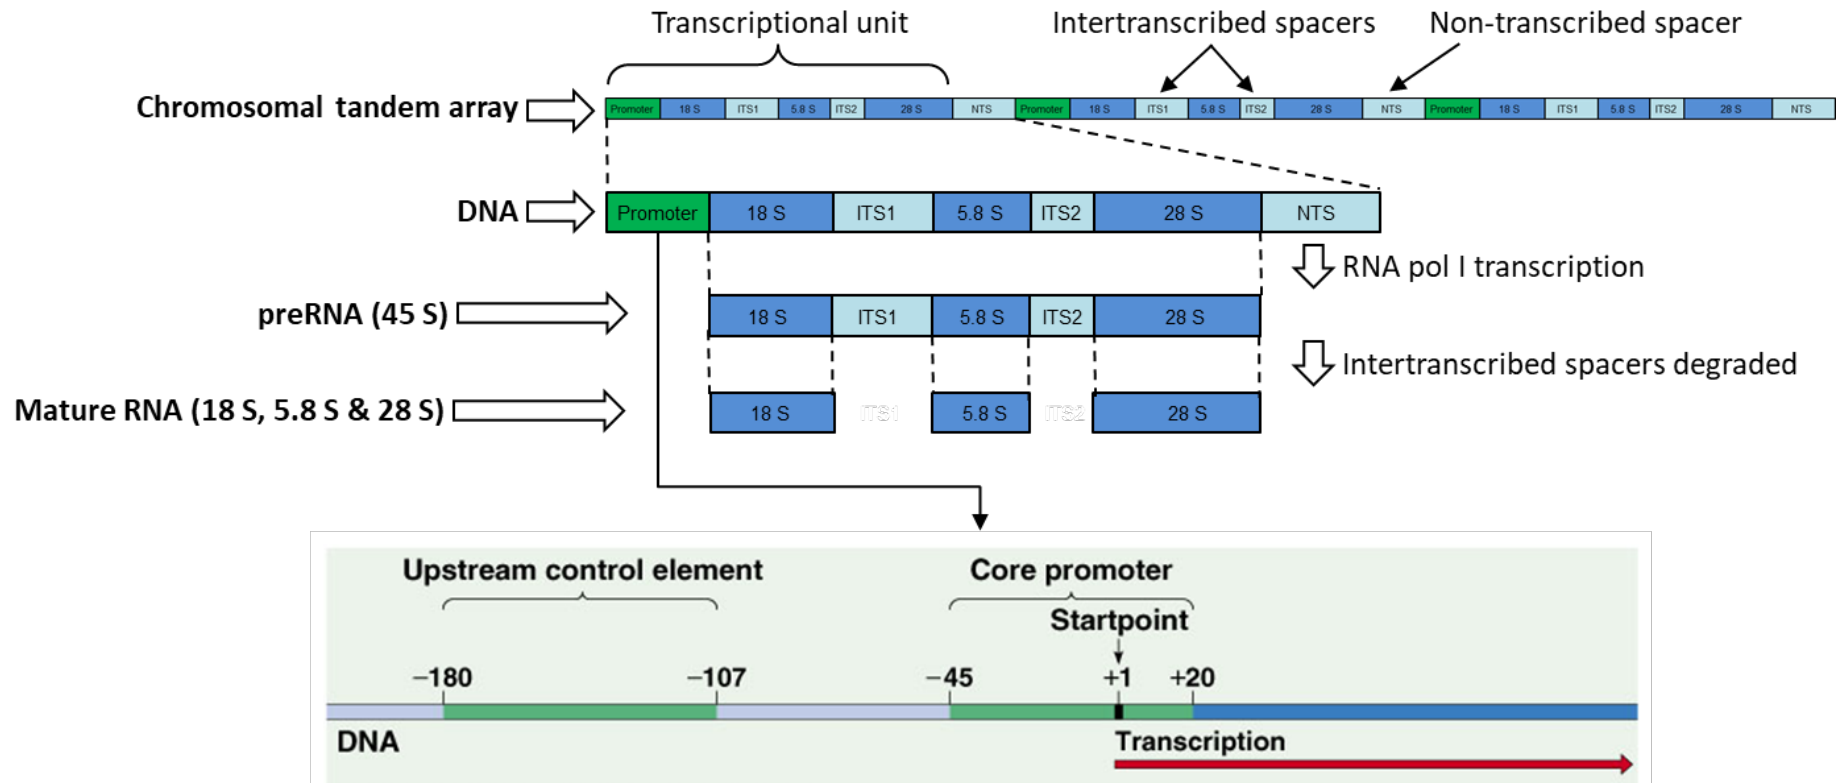 Transcriptional unit
Intertranscribed spacers
Non-transcribed spacer
Chromosomal tandem array
Promoter 18 S ITS1 5.8 S ITS2 28 S NTS Promoter 18 S ITS1 5.8 S ITS2 28 S NTS Promoter 18 S ITS1 5.8 S ITS2 28 S NTS
DNA
Promoter 18 S ITS1 5.8 S ITS2 28 S NTS
RNA pol I transcription
preRNA (45 S)
18 S ITS1 5.8 S ITS2 28 S
Intertranscribed spacers degraded
Mature RNA (18 S, 5.8 S & 28 S)
18 S ITS1 5.8 S ITS2 28 S
Upstream control element
Core promoter
Startpoint
−180 −107 −45 +1 +20
DNA
Transcription